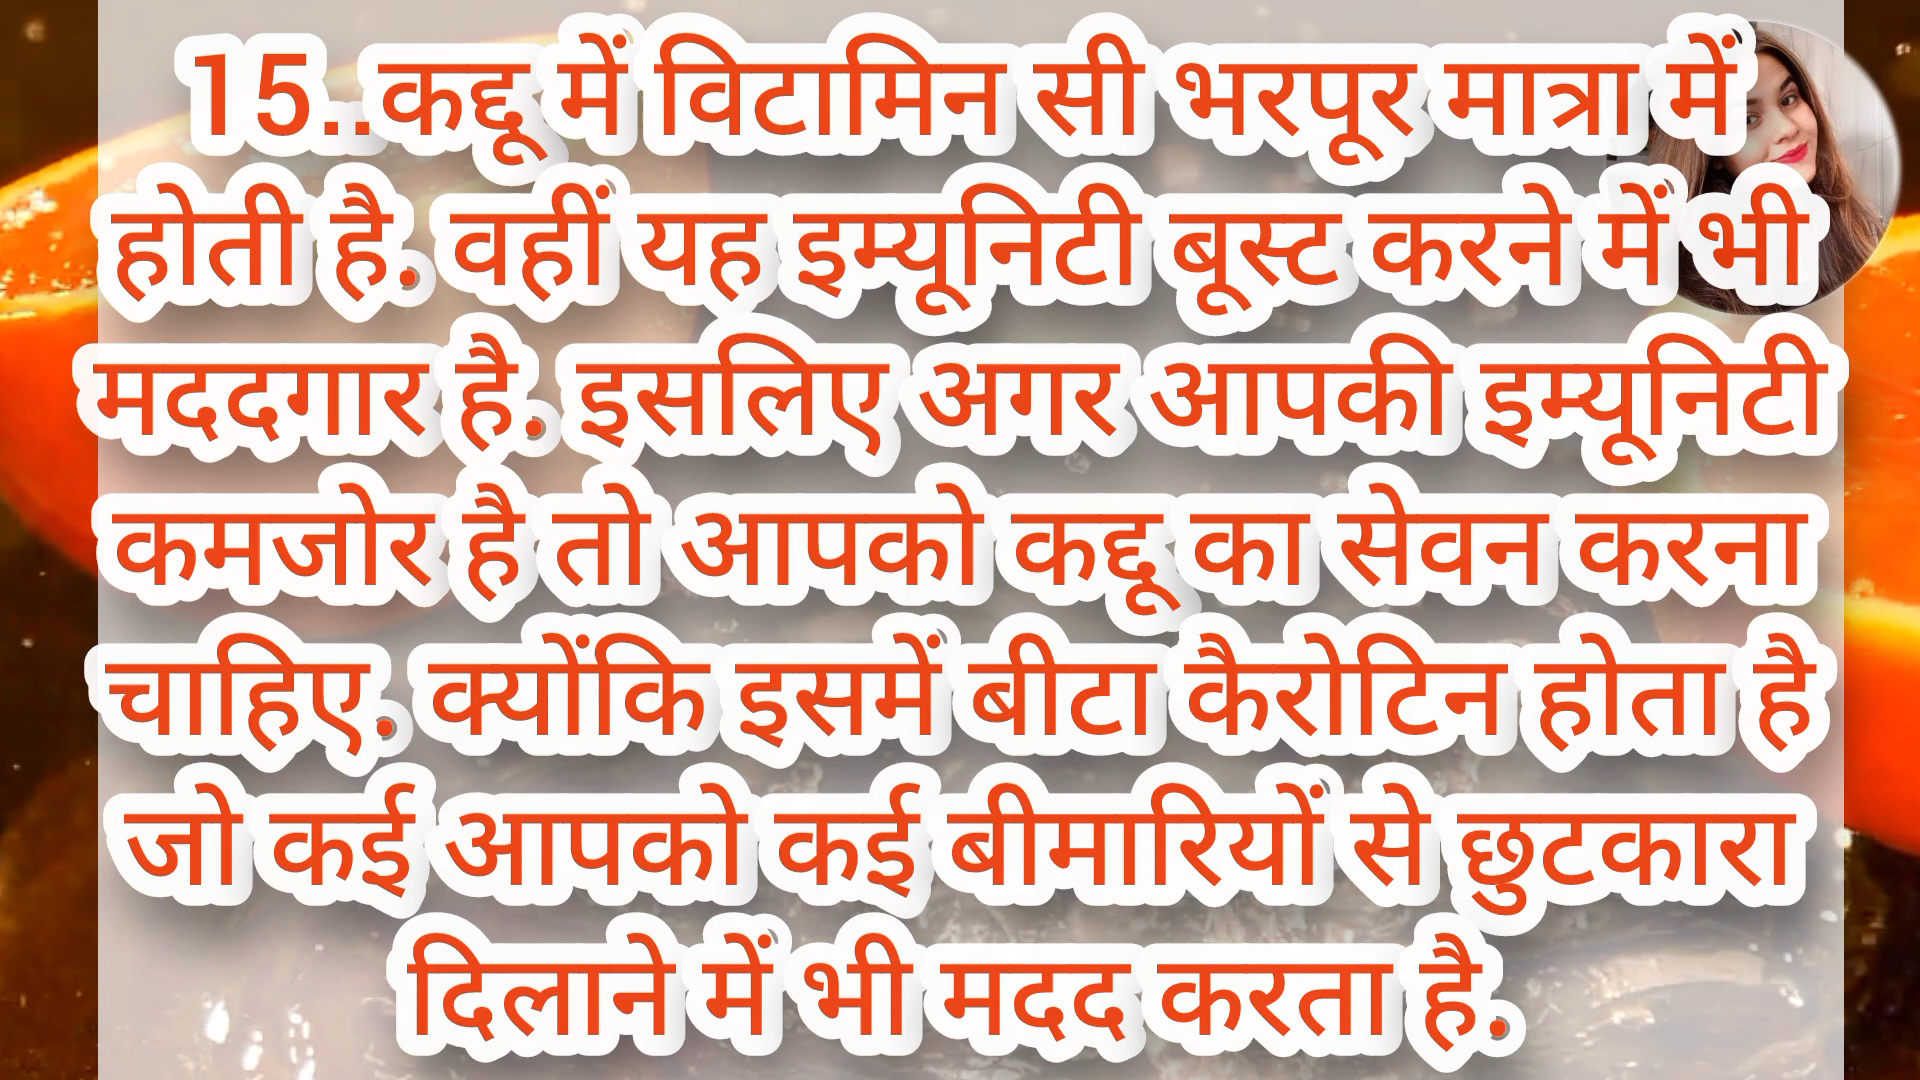 15..कद्दू में विटामिन सी भरपूर मात्रा में
होती है. वहीं यह इम्यूनिटी बूस्ट करने में भी
मददगार है. इसलिए अगर आपकी इम्यूनिटी
कमजोर है तो आपको कद्दू का सेवन करना
चाहिए. क्योंकि इसमें बीटा कैरोटिन होता है
जो कई आपको कई बीमारियों से छुटकारा
दिलाने में भी मदद करता है.